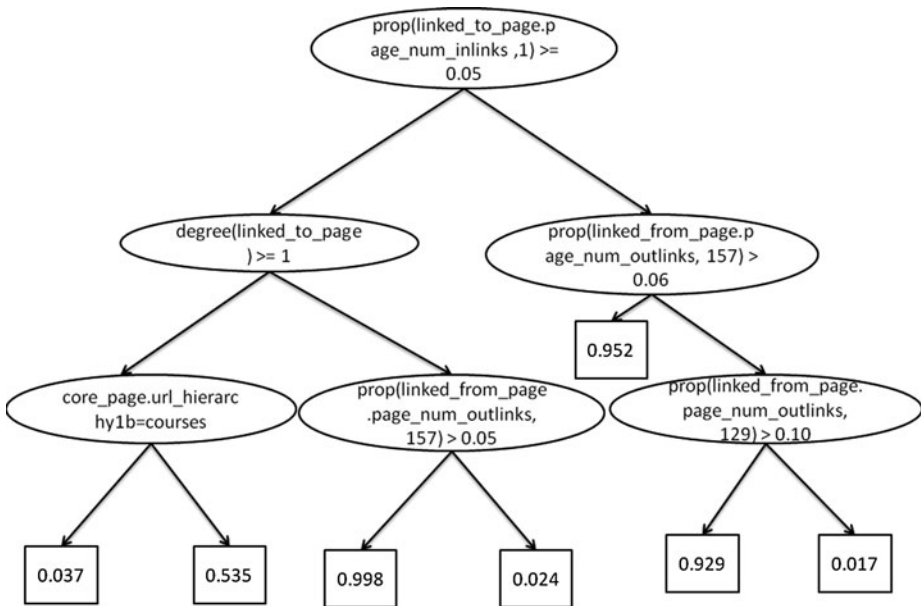 prop(linked_to_page.p
age_num_inlinks ,1) >=
0.05
degree(linked_to_page
) >= 1
prop(linked_from_page.p
age_num_outlinks, 157) >
0.06
0.952
core_page.url_hierarc
hy1b=courses
prop(linked_from_page
.page_num_outlinks,
157) > 0.05
prop(linked_from_page.
page_num_outlinks,
129) > 0.10
0.037
0.535
0.998
0.024
0.929
0.017